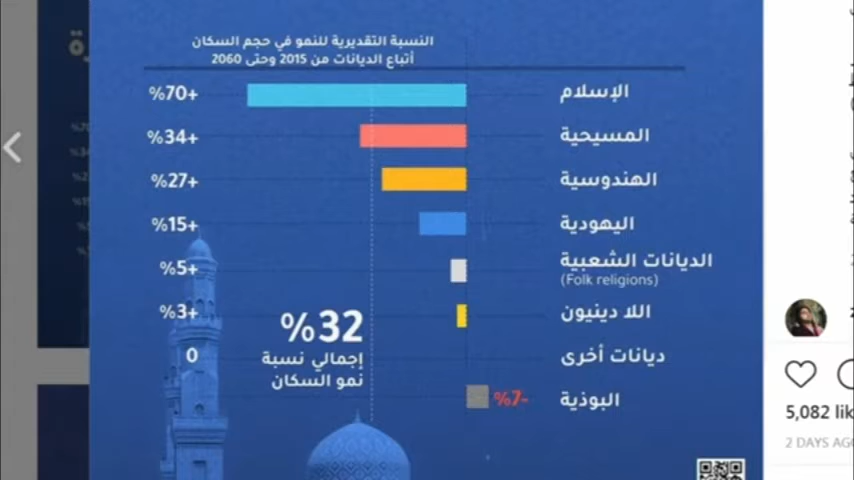 النسبة التقديرية للنمو في حجم السكان
أتباع الديانات من 2015 وحتى 2060
الإسلام %70+
المسيحية %34+
الهندوسية %27+
اليهودية %15+
الديانات الشعبية %5+
(Folk religions)
اللا دينيون %3+
ديانات أخرى 0
البوذية %7-
%32
إجمالي نسبة
نمو السكان
5,082 lik
2 DAYS AG